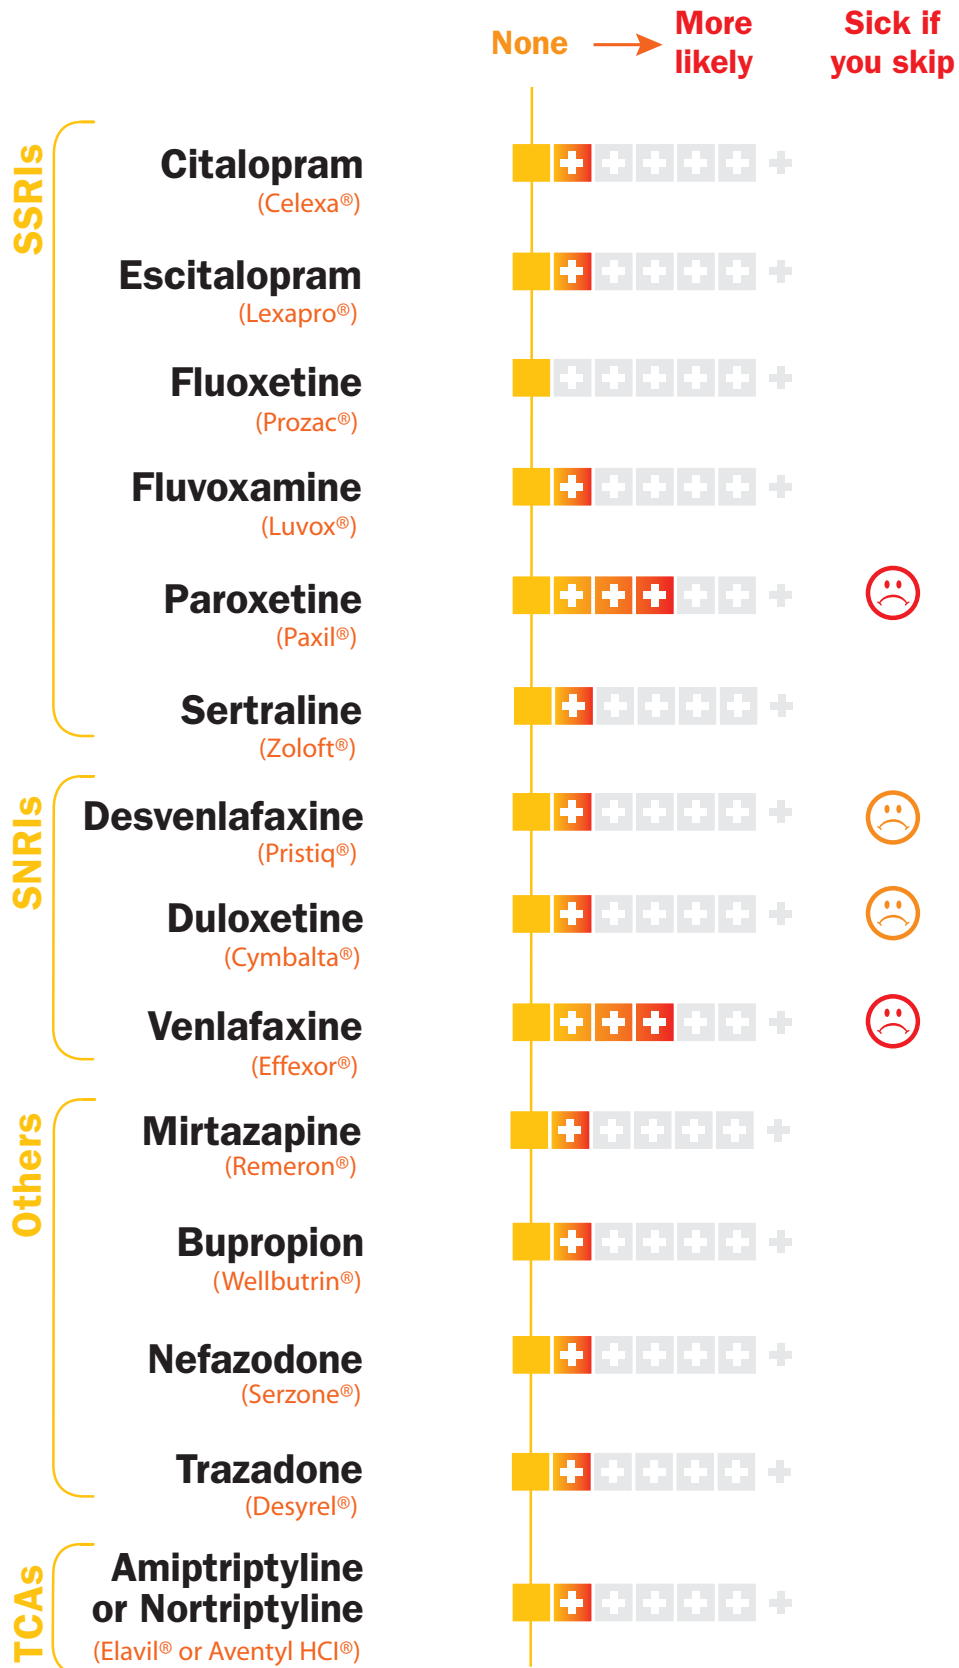 None
More
likely
Sick if
you skip
SSRIs
Citalopram
(Celexa®)
Escitalopram
(Lexapro®)
Fluoxetine
(Prozac®)
Fluvoxamine
(Luvox®)
Paroxetine
(Paxil®)
Sertraline
(Zoloft®)
SNRIs
Desvenlafaxine
(Pristiq®)
Duloxetine
(Cymbalta®)
Venlafaxine
(Effexor®)
Others
Mirtazapine
(Remeron®)
Bupropion
(Wellbutrin®)
Nefazodone
(Serzone®)
Trazadone
(Desyrel®)
TCAs
Amiptriptyline
or Nortriptyline
(Elavil® or Aventyl HCI®)